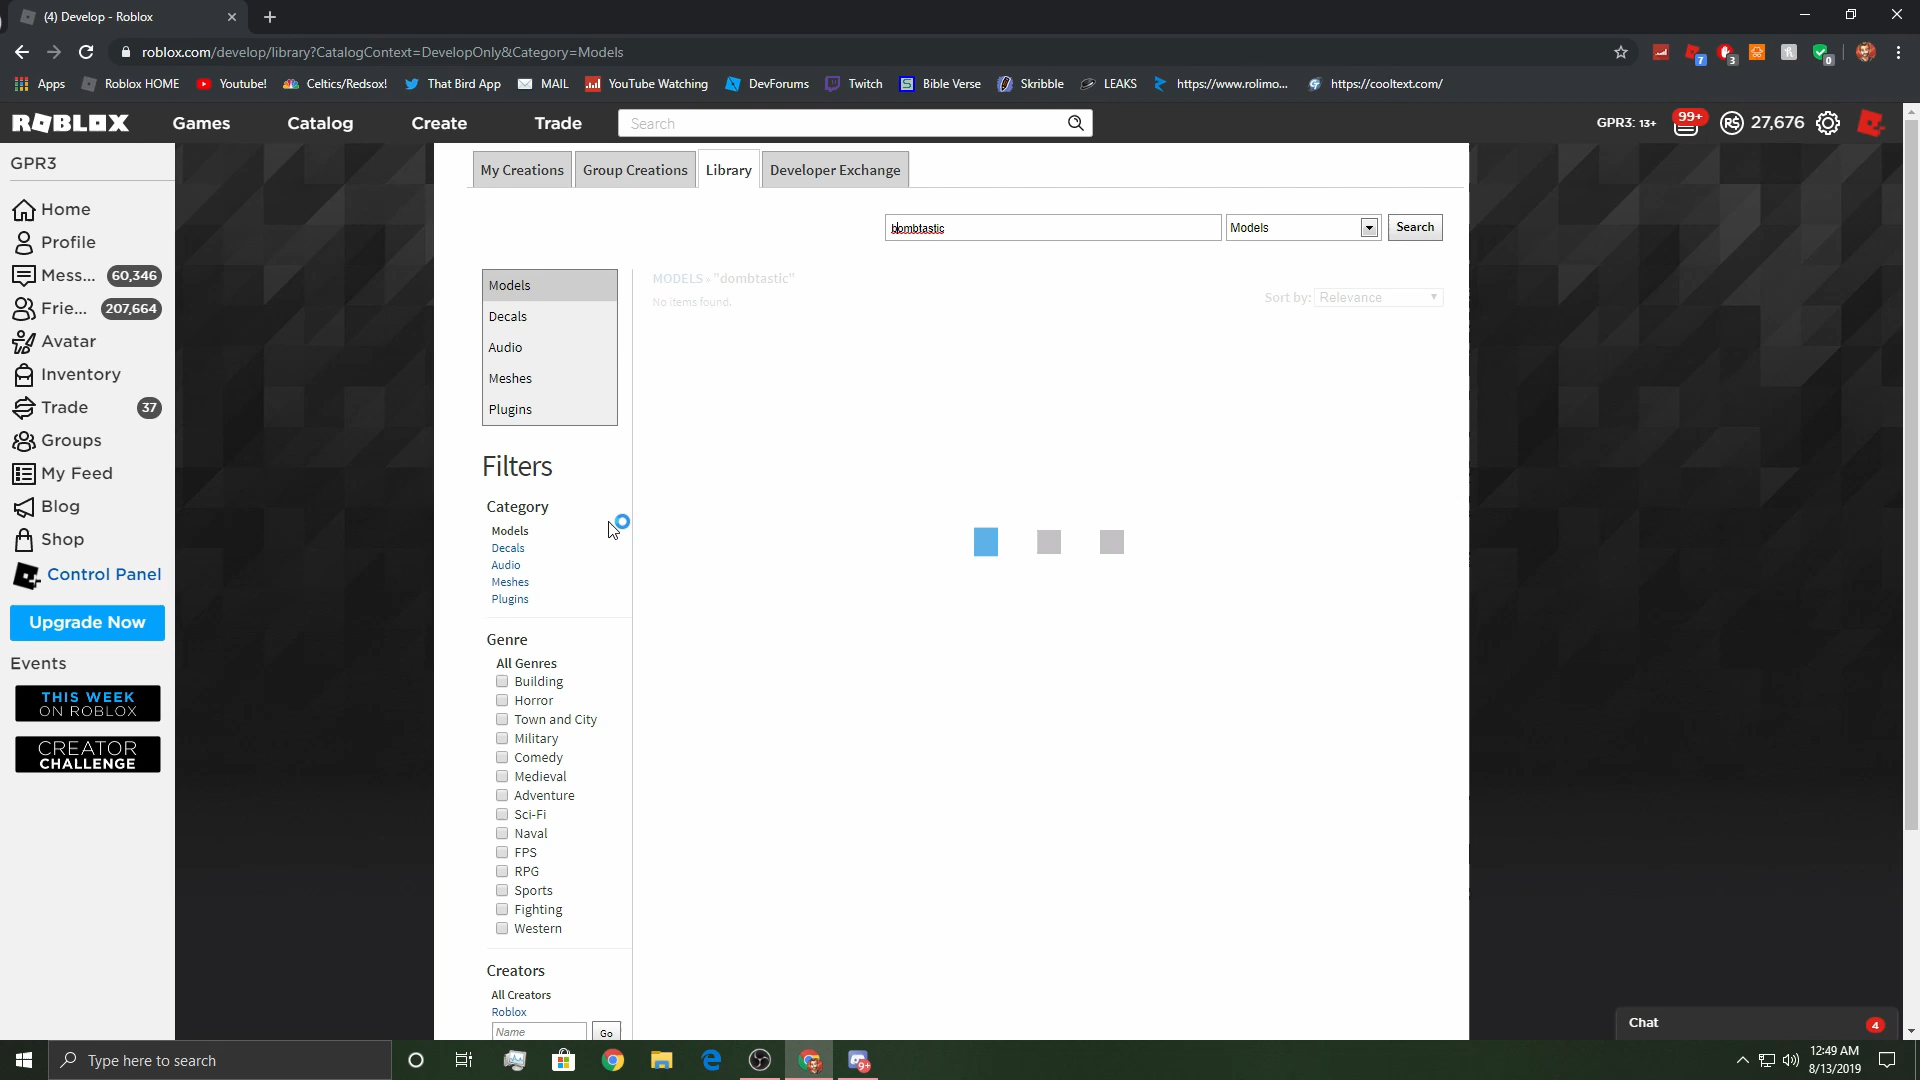 (4) Develop - Roblox
roblox.com/develop/library?CatalogContext=DevelopOnly&Category=Models
7
3
0
Apps
Roblox HOME
Youtube!
Celtics/Redsox!
That Bird App
MAIL
YouTube Watching
DevForums
Twitch
Bible Verse
Skribble
LEAKS
https://www.rolimo...
https://cooltext.com/
ROBLOX
Games
Catalog
Create
Trade
Search
GPR3: 13+
99+
R$ 27,676
GPR3
Home
Profile
Mess... 60,346
Frie... 207,664
Avatar
Inventory
Trade 37
Groups
My Feed
Blog
Shop
Control Panel
Upgrade Now
Events
THIS WEEK
ON ROBLOX
CREATOR
CHALLENGE
My Creations
Group Creations
Library
Developer Exchange
bombtastic
Models
Search
Models
Decals
Audio
Meshes
Plugins
MODELS » "dombtastic"
No items found.
Sort by: Relevance
Filters
Category
Models
Decals
Audio
Meshes
Plugins
Genre
All Genres
Building
Horror
Town and City
Military
Comedy
Medieval
Adventure
Sci-Fi
Naval
FPS
RPG
Sports
Fighting
Western
Creators
All Creators
Roblox
Name
Go
Chat
4
Type here to search
9+
12:49 AM
8/13/2019